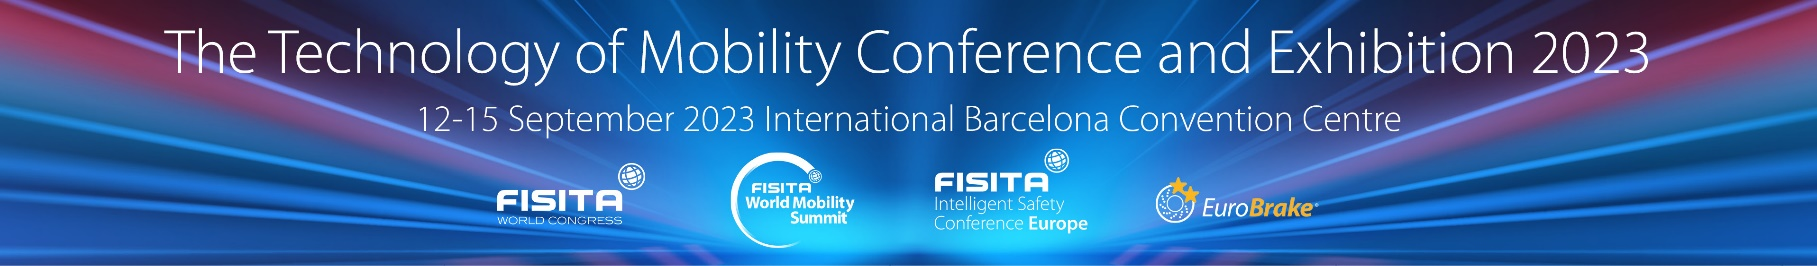 The Technology of Mobility Conference and Exhibition 2023
12-15 September 2023 International Barcelona Convention Centre
FISITA
WORLD CONGRESS
FISITA
World Mobility
Summit
FISITA
Intelligent Safety
Conference Europe
EuroBrake®